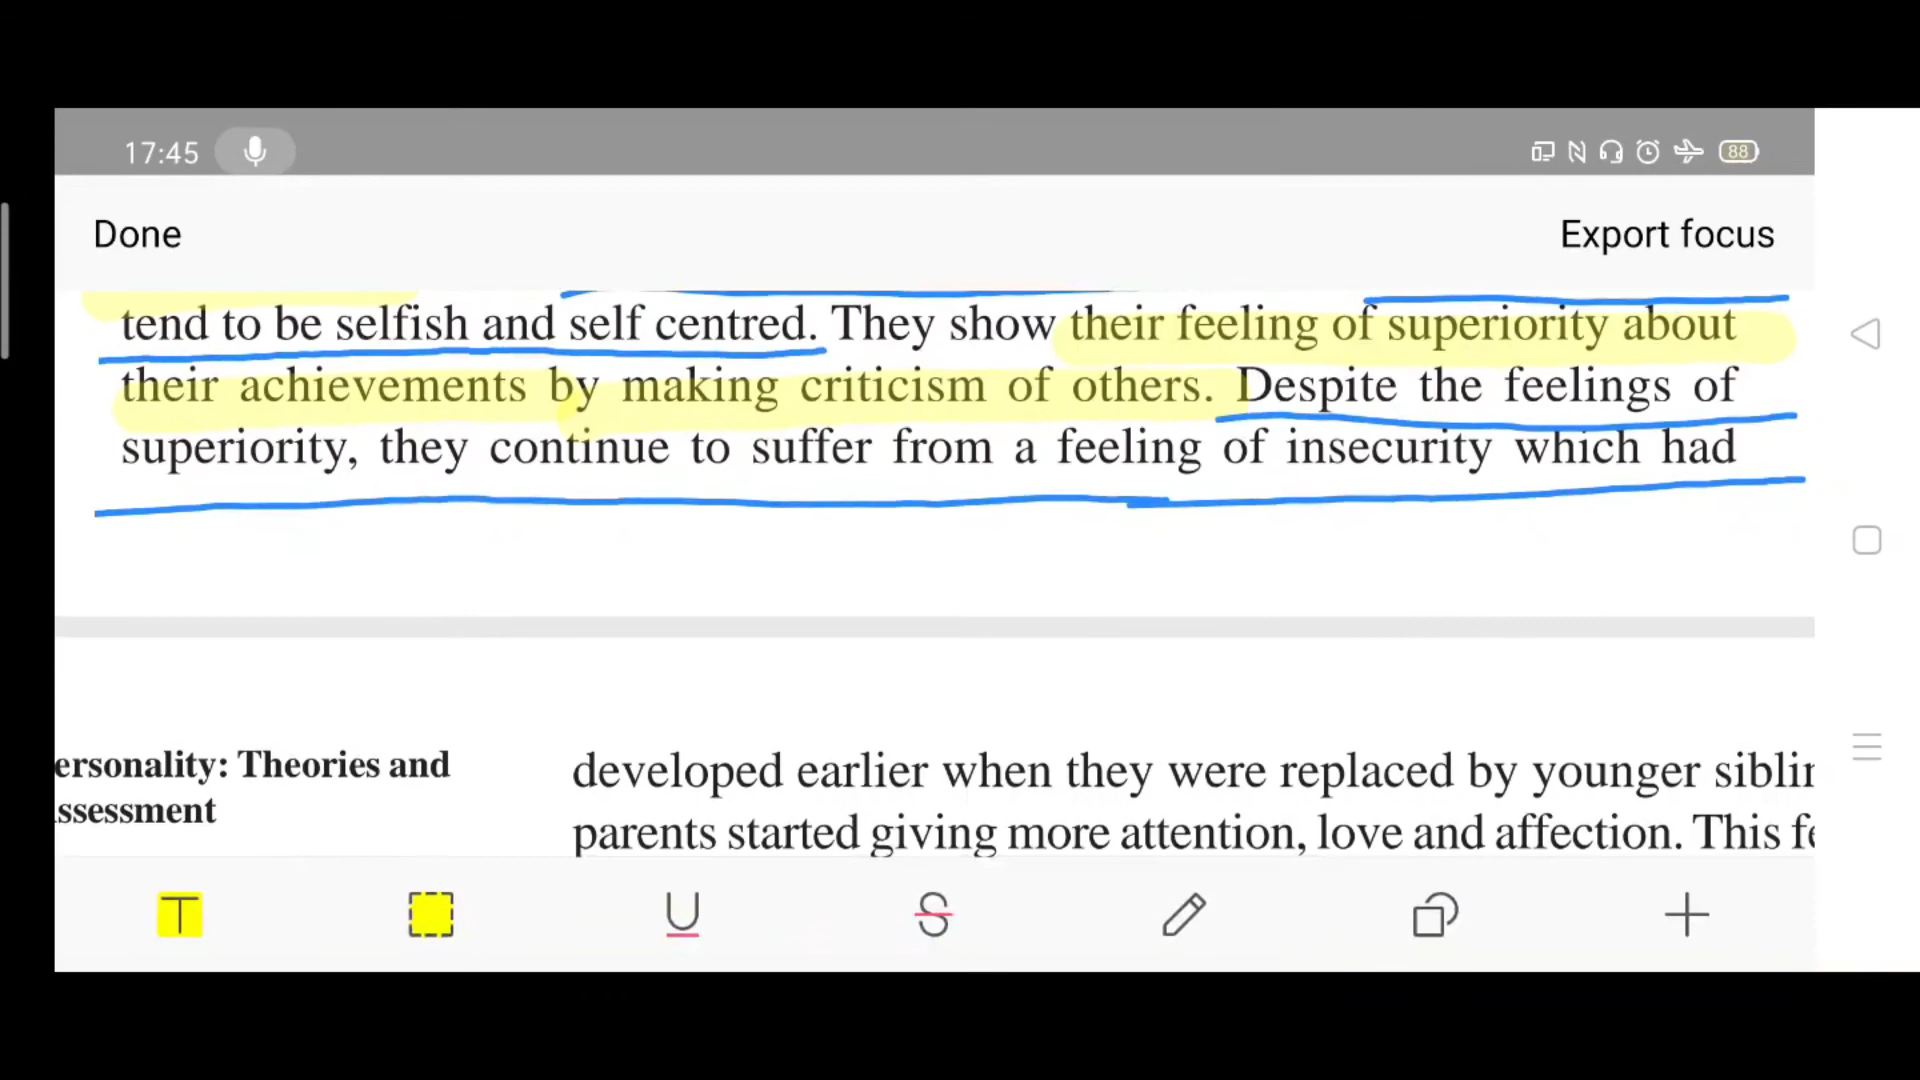 17:45
88
Done
Export focus
tend to be selfish and self centred. They show their feeling of superiority about
their achievements by making criticism of others. Despite the feelings of
superiority, they continue to suffer from a feeling of insecurity which had
ersonality: Theories and
ssessment
developed earlier when they were replaced by younger siblin
parents started giving more attention, love and affection. This fe